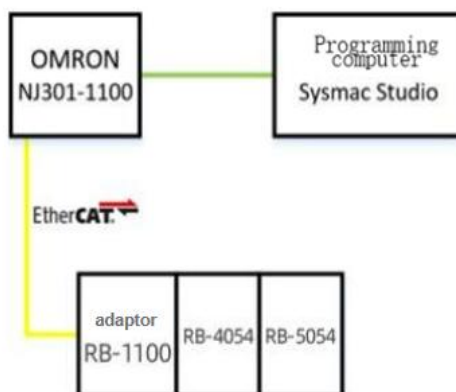 OMRON
NJ301-1100
Programming
computer
Sysmac Studio
EtherCAT.
adaptor
RB-1100
RB-4054
RB-5054